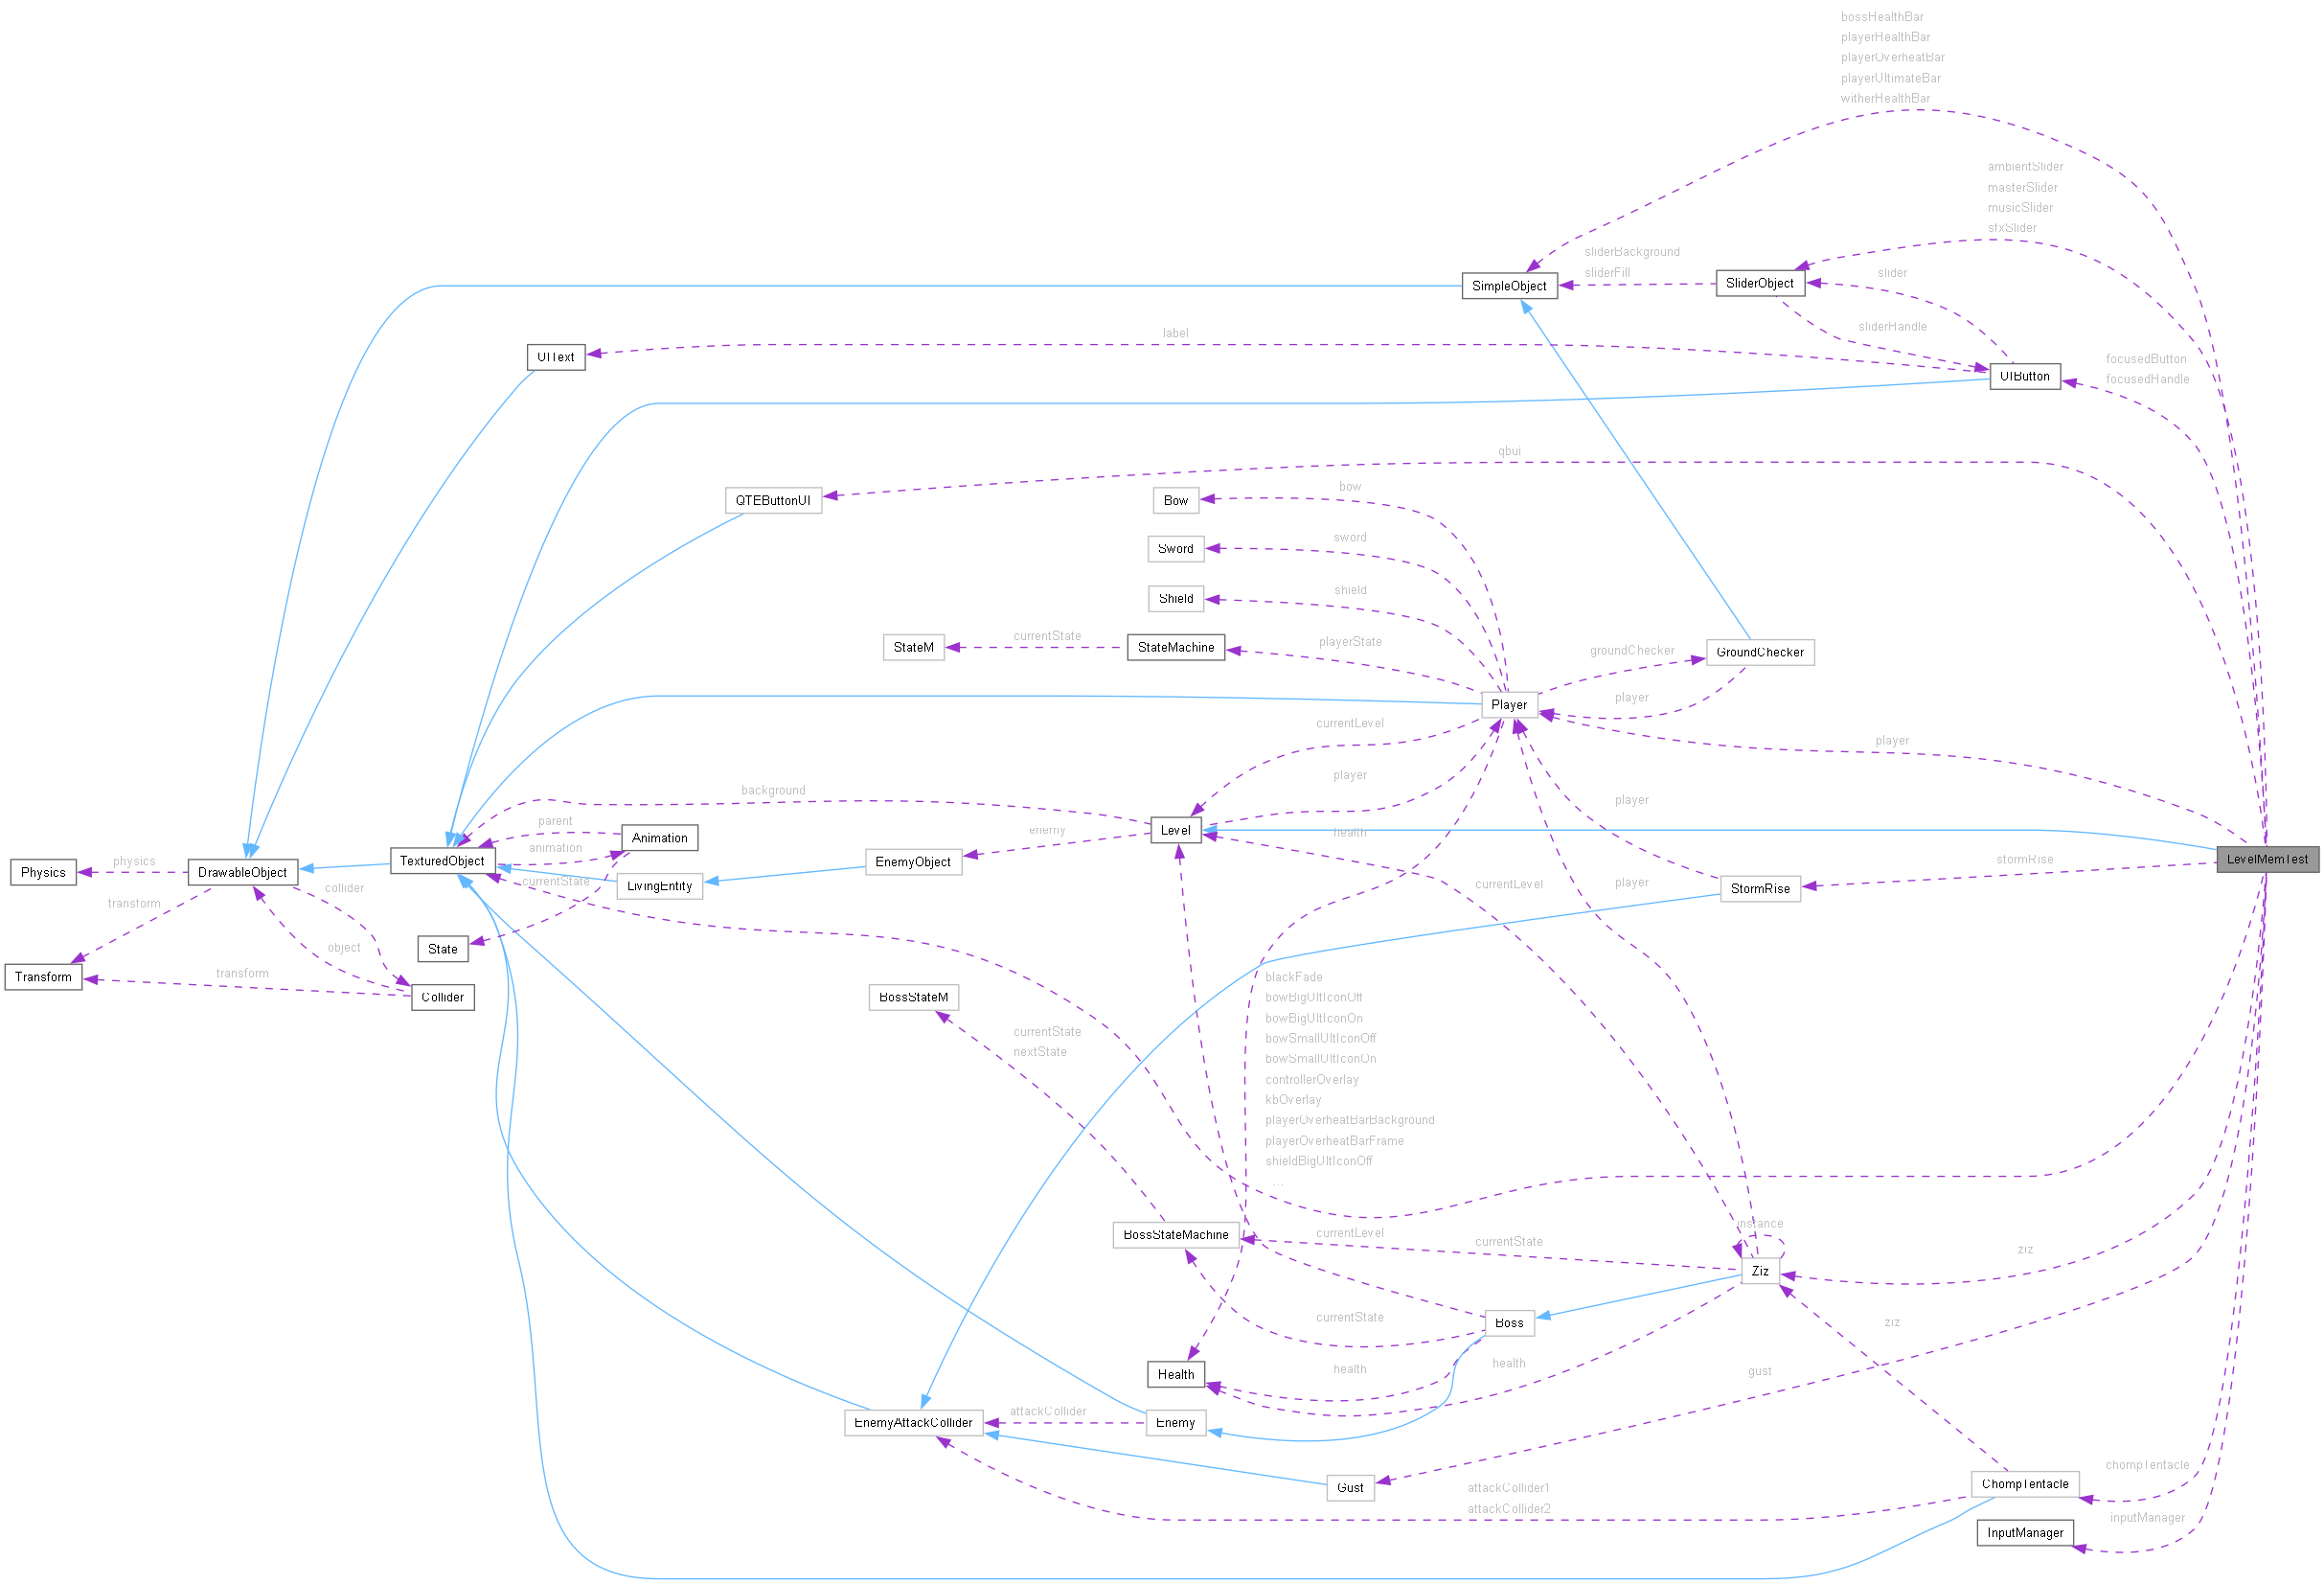 bossHealthBar
playerHealthBar
playerOverheatBar
playerUltimateBar
witherHealthBar
ambientSlider
masterSlider
musicSlider
sfxSlider
sliderBackground
sliderFill
slider
SimpleObject
SliderObject
sliderHandle
label
UIText
focusedButton
focusedHandle
UIButton
qbui
bow
QTEButtonUI
Bow
sword
Sword
shield
Shield
currentState
playerState
groundChecker
StateM
StateMachine
GroundChecker
player
Player
currentLevel
player
player
background
player
parent
animation
Animation
enemy
health
Level
LevelMemTest
physics
Physics
DrawableObject
TexturedObject
EnemyObject
stormRise
currentState
LivingEntity
collider
currentLevel
player
StormRise
transform
object
State
transform
Transform
Collider
BossStateM
blackFade
bowBigUltIconOff
bowBigUltIconOn
bowSmallUltIconOff
bowSmallUltIconOn
controllerOverlay
kbOverlay
playerOverheatBarBackground
playerOverheatBarFrame
shieldBigUltIconOff
...
currentState
nextState
instance
BossStateMachine
currentLevel
currentState
ziz
Ziz
currentState
Boss
ziz
health
health
gust
Health
attackCollider
EnemyAttackCollider
Enemy
chompTentacle
Gust
attackCollider1
attackCollider2
ChompTentacle
inputManager
InputManager